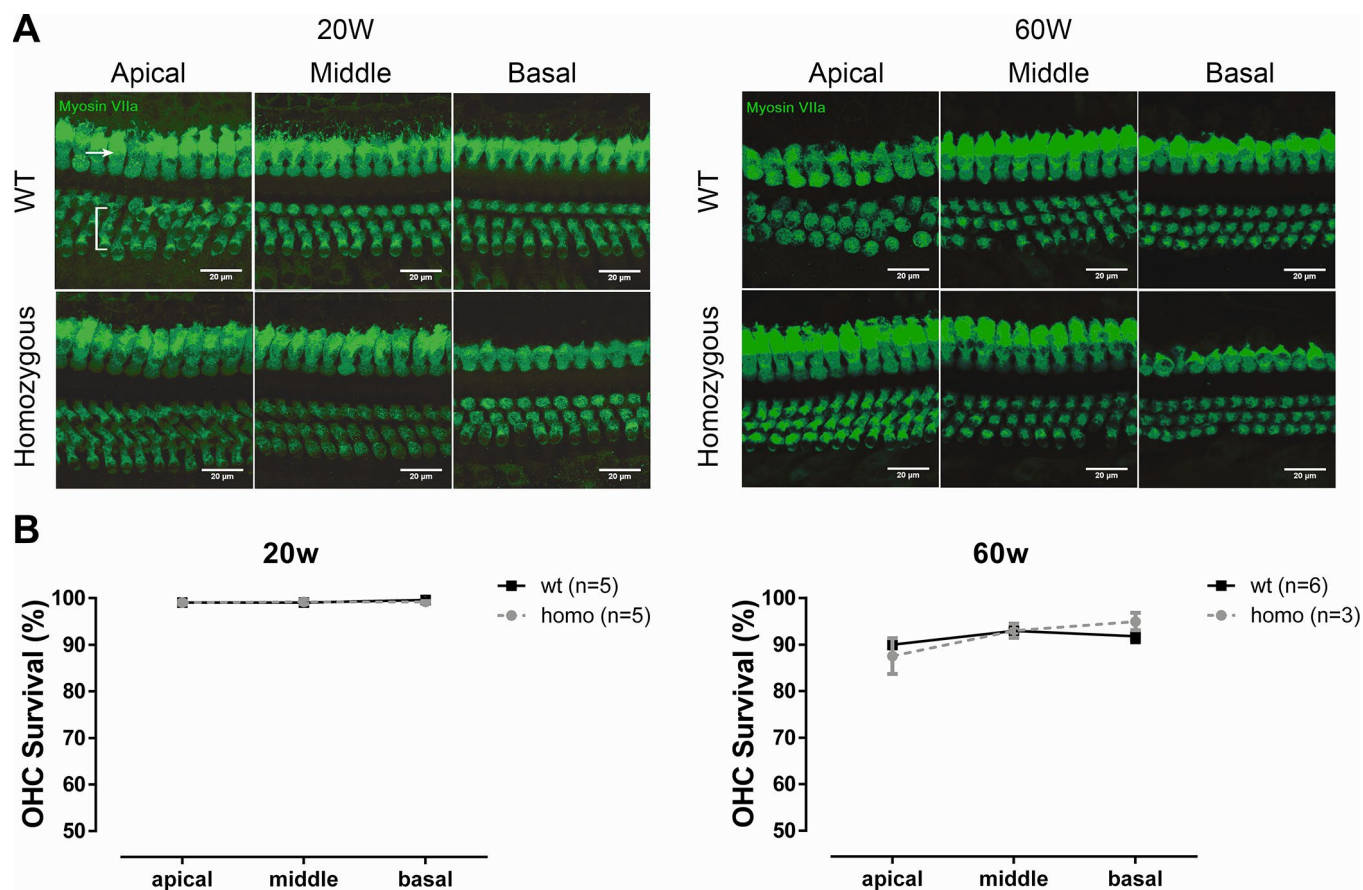 A
20W
60W
Apical Middle Basal
Apical Middle Basal
Myosin VIIa
Myosin VIIa
WT
WT
20 µm
20 µm
20 µm
20 µm
20 µm
20 µm
Homozygous
Homozygous
20 µm
20 µm
20 µm
20 µm
20 µm
20 µm
B
20w
OHC Survival (%)
100
90
80
70
60
50
apical middle basal
wt (n=5)
homo (n=5)
60w
OHC Survival (%)
100
90
80
70
60
50
apical middle basal
wt (n=6)
homo (n=3)